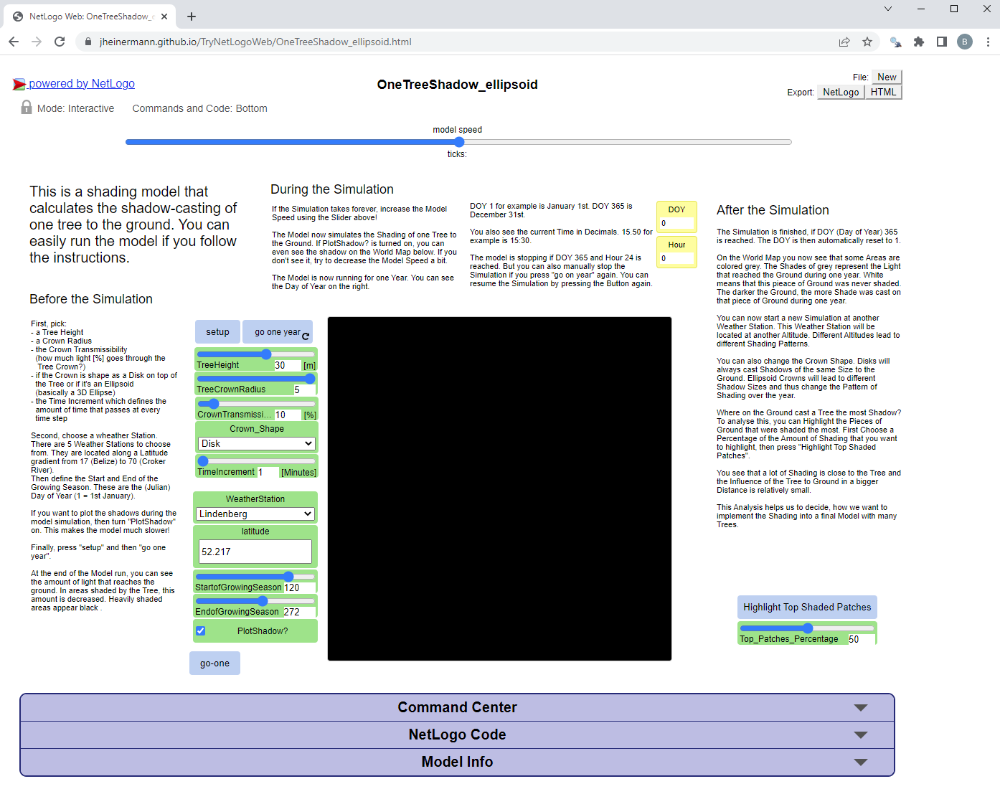 NetLogo Web: OneTreeShadow_e
jheinermann.github.io/TryNetLogoWeb/OneTreeShadow_ellipsoid.html
B
powered by NetLogo
OneTreeShadow_ellipsoid
File: New
Export: NetLogo HTML
Mode: Interactive
Commands and Code: Bottom
model speed
ticks:
This is a shading model that
calculates the shadow-casting of
one tree to the ground. You can
easily run the model if you follow
the instructions.
During the Simulation
If the Simulation takes forever, increase the Model
Speed using the Slider above!
The Model now simulates the Shading of one Tree to
the Ground. If PlotShadow? is turned on, you can
even see the shadow on the World Map below. If you
don't see it, try to decrease the Model Speed a bit.
The Model is now running for one Year. You can see
the Day of Year on the right.
DOY 1 for example is January 1st. DOY 365 is
December 31st.
You also see the current Time in Decimals. 15.50 for
example is 15:30.
The model is stopping if DOY 365 and Hour 24 is
reached. But you can also manually stop the
Simulation if you press "go on year" again. You can
resume the Simulation by pressing the Button again.
DOY
0
Hour
0
After the Simulation
The Simulation is finished, if DOY (Day of Year) 365
is reached. The DOY is then automatically reset to 1.
On the World Map you now see that some Areas are
colored grey. The Shades of grey represent the Light
that reached the Ground during one year. White
means that this pieace of Ground was never shaded.
The darker the Ground, the more Shade was cast on
that piece of Ground during one year.
You can now start a new Simulation at another
Weather Station. This Weather Station will be
located at another Altitude. Different Altitudes lead to
different Shading Patterns.
You can also change the Crown Shape. Disks will
always cast Shadows of the same Size to the
Ground. Ellipsoid Crowns will lead to different
Shadow Sizes and thus change the Pattern of
Shading over the year.
Where on the Ground cast a Tree the most Shadow?
To analyse this, you can Highlight the Pieces of
Ground that were shaded the most. First Choose a
Percentage of the Amount of Shading that you want
to highlight, then press "Highlight Top Shaded
Patches".
You see that a lot of Shading is close to the Tree and
the Influence of the Tree to Ground in a bigger
Distance is relatively small.
This Analysis helps us to decide, how we want to
implement the Shading into a final Model with many
Trees.
Before the Simulation
First, pick:
- a Tree Height
- a Crown Radius
- the Crown Transmissibility
(how much light [%] goes through the
Tree Crown?)
- if the Crown is shape as a Disk on top of
the Tree or if it's an Ellipsoid
(basically a 3D Ellipse)
- the Time Increment which defines the
amount of time that passes at every
time step
Second, choose a wheather Station.
There are 5 Weather Stations to choose
from. They are located along a Latitude
gradient from 17 (Belize) to 70 (Croker
River).
Then define the Start and End of the
Growing Season. These are the (Julian)
Day of Year (1 = 1st January).
If you want to plot the shadows during the
model simulation, then turn "PlotShadow"
on. This makes the model much slower!
Finally, press "setup" and then "go one
year".
At the end of the Model run, you can see
the amount of light that reaches the
ground. In areas shaded by the Tree, this
amount is decreased. Heavily shaded
areas appear black .
setup
go one year
TreeHeight 30 [m]
TreeCrownRadius 5
CrownTransmissi... 10 [%]
Crown_Shape
Disk
TimeIncrement 1 [Minutes]
WeatherStation
Lindenberg
latitude
52.217
StartofGrowingSeason 120
EndofGrowingSeason 272
PlotShadow?
go-one
Highlight Top Shaded Patches
Top_Patches_Percentage 50
Command Center
NetLogo Code
Model Info